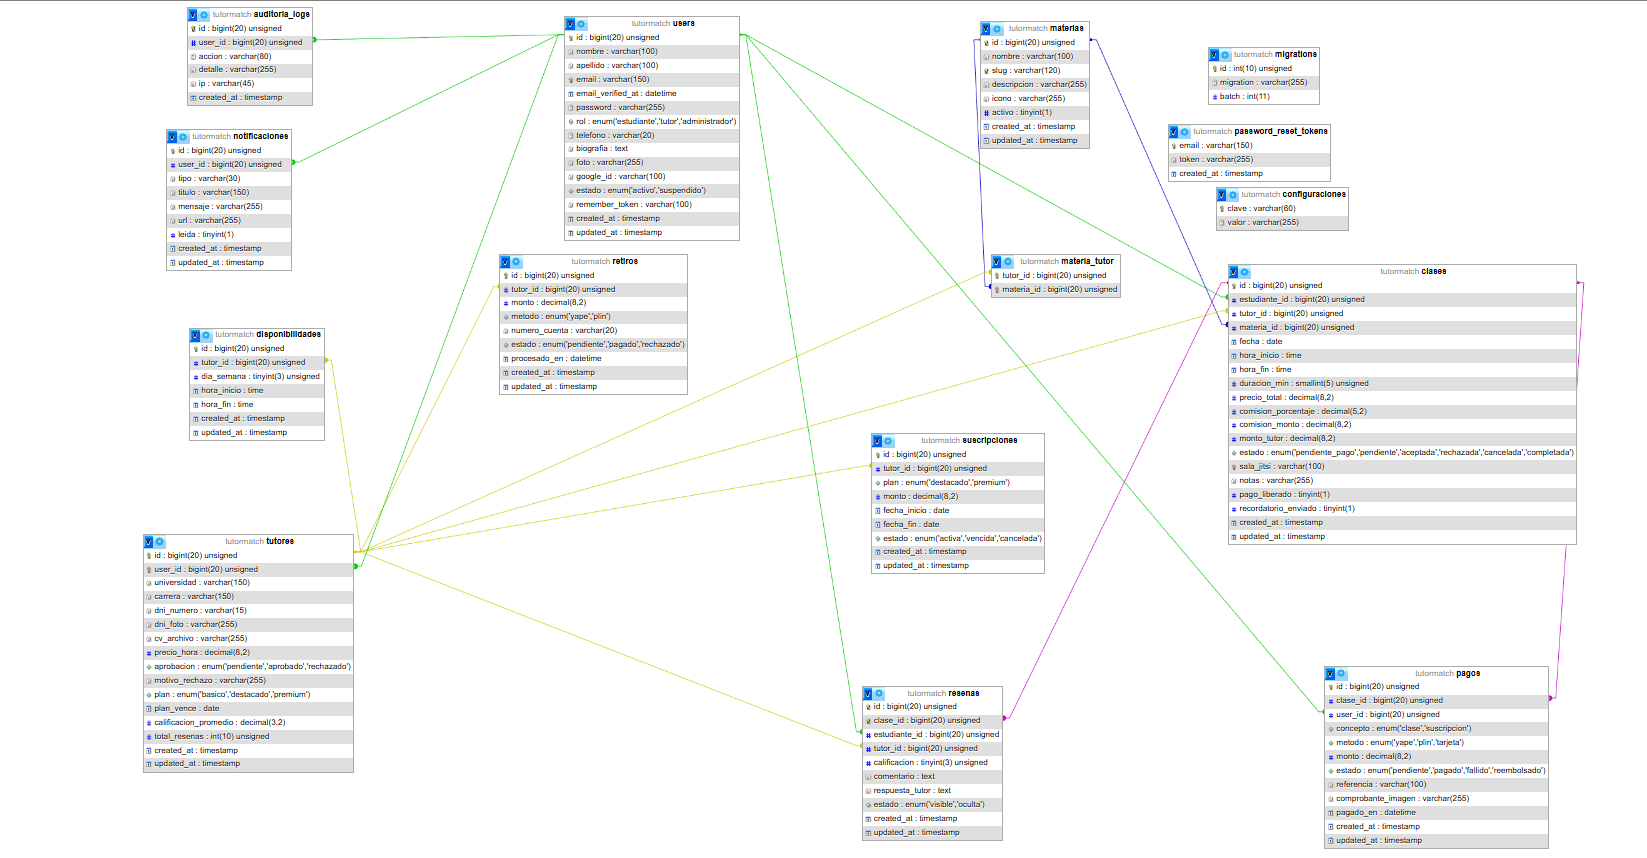 tutormatch auditoria_logs
id : bigint(20) unsigned
user_id : bigint(20) unsigned
accion : varchar(80)
detalle : varchar(255)
ip : varchar(45)
created_at : timestamp
tutormatch users
id : bigint(20) unsigned
nombre : varchar(100)
apellido : varchar(100)
email : varchar(150)
email_verified_at : datetime
password : varchar(255)
rol : enum('estudiante','tutor','administrador')
telefono : varchar(20)
biografia : text
foto : varchar(255)
google_id : varchar(100)
estado : enum('activo','suspendido')
remember_token : varchar(100)
created_at : timestamp
updated_at : timestamp
tutormatch materias
id : bigint(20) unsigned
nombre : varchar(100)
slug : varchar(120)
descripcion : varchar(255)
icono : varchar(255)
activo : tinyint(1)
created_at : timestamp
updated_at : timestamp
tutormatch migrations
id : int(10) unsigned
migration : varchar(255)
batch : int(11)
tutormatch password_reset_tokens
email : varchar(150)
token : varchar(255)
created_at : timestamp
tutormatch configuraciones
clave : varchar(60)
valor : varchar(255)
tutormatch notificaciones
id : bigint(20) unsigned
user_id : bigint(20) unsigned
tipo : varchar(30)
titulo : varchar(150)
mensaje : varchar(255)
url : varchar(255)
leida : tinyint(1)
created_at : timestamp
updated_at : timestamp
tutormatch retiros
id : bigint(20) unsigned
tutor_id : bigint(20) unsigned
monto : decimal(8,2)
metodo : enum('yape','plin')
numero_cuenta : varchar(20)
estado : enum('pendiente','pagado','rechazado')
procesado_en : datetime
created_at : timestamp
updated_at : timestamp
tutormatch materia_tutor
tutor_id : bigint(20) unsigned
materia_id : bigint(20) unsigned
tutormatch clases
id : bigint(20) unsigned
estudiante_id : bigint(20) unsigned
tutor_id : bigint(20) unsigned
materia_id : bigint(20) unsigned
fecha : date
hora_inicio : time
hora_fin : time
duracion_min : smallint(5) unsigned
precio_total : decimal(8,2)
comision_porcentaje : decimal(5,2)
comision_monto : decimal(8,2)
monto_tutor : decimal(8,2)
estado : enum('pendiente_pago','pendiente','aceptada','rechazada','cancelada','completada')
sala_jitsi : varchar(100)
notas : varchar(255)
pago_liberado : tinyint(1)
recordatorio_enviado : tinyint(1)
created_at : timestamp
updated_at : timestamp
tutormatch disponibilidades
id : bigint(20) unsigned
tutor_id : bigint(20) unsigned
dia_semana : tinyint(3) unsigned
hora_inicio : time
hora_fin : time
created_at : timestamp
updated_at : timestamp
tutormatch suscripciones
id : bigint(20) unsigned
tutor_id : bigint(20) unsigned
plan : enum('destacado','premium')
monto : decimal(8,2)
fecha_inicio : date
fecha_fin : date
estado : enum('activa','vencida','cancelada')
created_at : timestamp
updated_at : timestamp
tutormatch tutores
id : bigint(20) unsigned
user_id : bigint(20) unsigned
universidad : varchar(150)
carrera : varchar(150)
dni_numero : varchar(15)
dni_foto : varchar(255)
cv_archivo : varchar(255)
precio_hora : decimal(8,2)
aprobacion : enum('pendiente','aprobado','rechazado')
motivo_rechazo : varchar(255)
plan : enum('basico','destacado','premium')
plan_vence : date
calificacion_promedio : decimal(3,2)
total_resenas : int(10) unsigned
created_at : timestamp
updated_at : timestamp
tutormatch resenas
id : bigint(20) unsigned
clase_id : bigint(20) unsigned
estudiante_id : bigint(20) unsigned
tutor_id : bigint(20) unsigned
calificacion : tinyint(3) unsigned
comentario : text
respuesta_tutor : text
estado : enum('visible','oculta')
created_at : timestamp
updated_at : timestamp
tutormatch pagos
id : bigint(20) unsigned
clase_id : bigint(20) unsigned
user_id : bigint(20) unsigned
concepto : enum('clase','suscripcion')
metodo : enum('yape','plin','tarjeta')
monto : decimal(8,2)
estado : enum('pendiente','pagado','fallido','reembolsado')
referencia : varchar(100)
comprobante_imagen : varchar(255)
pagado_en : datetime
created_at : timestamp
updated_at : timestamp